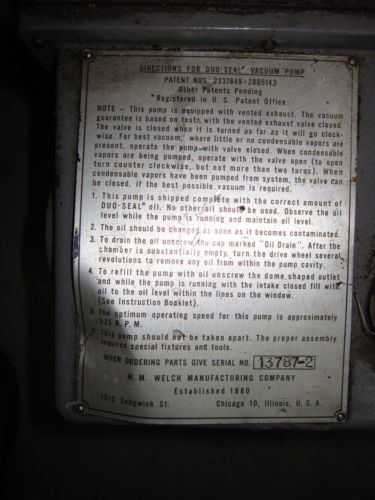 DIRECTIONS FOR DUO-SEAL® VACUUM PUMP
PATENT NOS. 2337849-2885143
Other Patents Pending
®Registered in U. S. Patent Office
NOTE - This pump is equipped with vented exhaust. The vacuum
guarantee is based on tests with the vented exhaust valve closed.
The valve is closed when it is turned as far as it will go clock-
wise. For best vacuum, where little or no condensable vapors are
present, operate the pump with valve closed. When condensable
vapors are being pumped, operate with the valve open (to open
turn counter clockwise, but not more than two turns). When
condensable vapors have been pumped from system, the valve can
be closed, if the best possible vacuum is required.
1. This pump is shipped complete with the correct amount of
DUO-SEAL® oil. No other oil should be used. Observe the oil
level while the pump is running and maintain oil level.
2. The oil should be changed as soon as it becomes contaminated.
3. To drain the oil unscrew the cap marked "Oil Drain". After the
chamber is substantially empty, turn the drive wheel several
revolutions to remove any oil from within the pump cavity.
4. To refill the pump with oil unscrew the dome shaped outlet
and while the pump is running with the intake closed fill with
oil to the oil level within the lines on the window.
(See Instruction Booklet).
5. The optimum operating speed for this pump is approximately
525 R. P. M.
6. This pump should not be taken apart. The proper assembly
requires special fixtures and tools.
WHEN ORDERING PARTS GIVE SERIAL NO. 13787-2
W. M. WELCH MANUFACTURING COMPANY
Established 1880
1515 Sedgwick St. Chicago 10, Illinois, U. S. A.